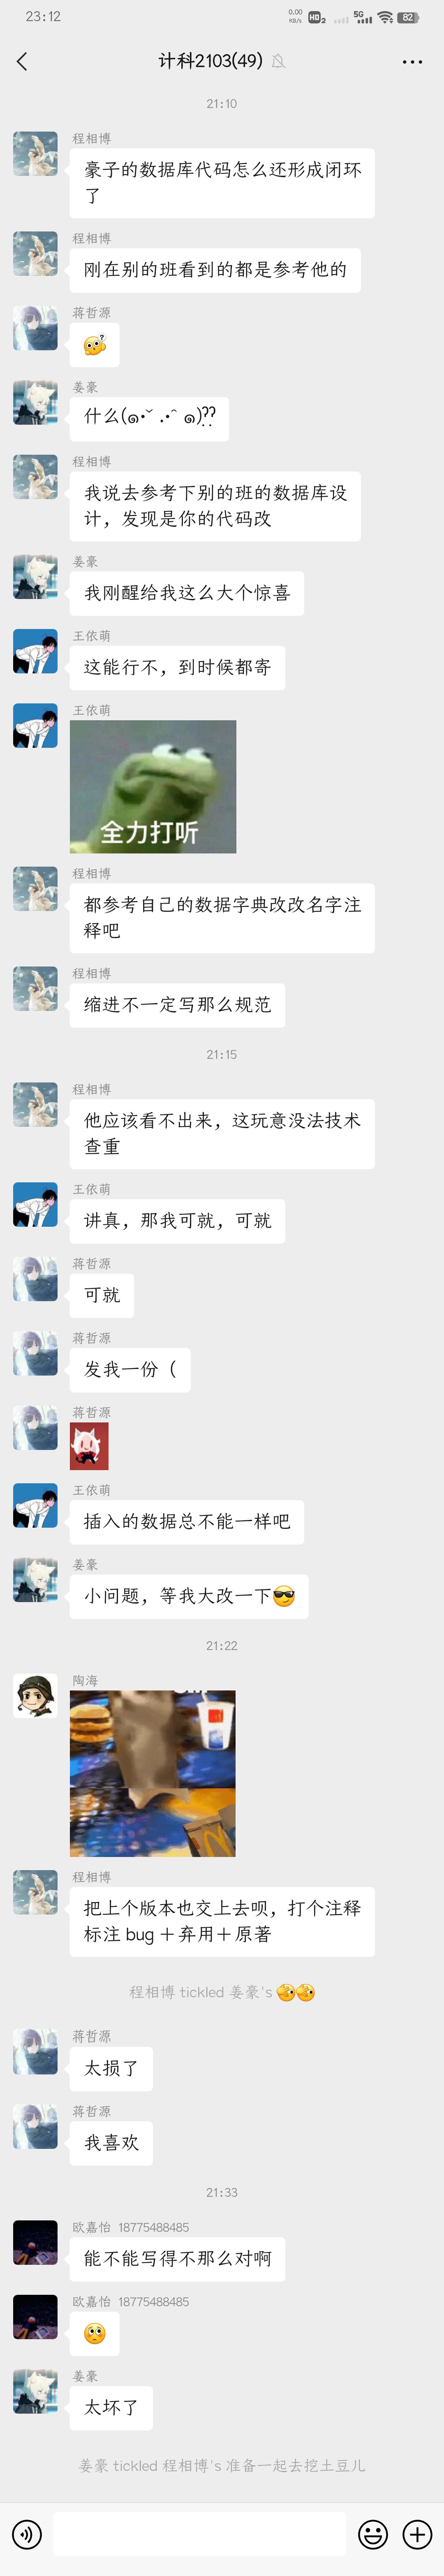 23:12
0.00
KB/s
HD 2
5G
82
计科2103(49)
21:10
程相博
豪子的数据库代码怎么还形成闭环
了
程相博
刚在别的班看到的都是参考他的
蒋哲源
姜豪
什么(๑•ˇ .•ˆ ๑)⁇
程相博
我说去参考下别的班的数据库设
计，发现是你的代码改
姜豪
我刚醒给我这么大个惊喜
王依萌
这能行不，到时候都寄
王依萌
全力打听
程相博
都参考自己的数据字典改改名字注
释吧
程相博
缩进不一定写那么规范
21:15
程相博
他应该看不出来，这玩意没法技术
查重
王依萌
讲真，那我可就，可就
蒋哲源
可就
蒋哲源
发我一份（
蒋哲源
王依萌
插入的数据总不能一样吧
姜豪
小问题，等我大改一下😎
21:22
陶海
程相博
把上个版本也交上去呗，打个注释
标注 bug＋弃用＋原著
程相博 tickled 姜豪's
蒋哲源
太损了
蒋哲源
我喜欢
21:33
欧嘉怡 18775488485
能不能写得不那么对啊
欧嘉怡 18775488485
姜豪
太坏了
姜豪 tickled 程相博's 准备一起去挖土豆儿